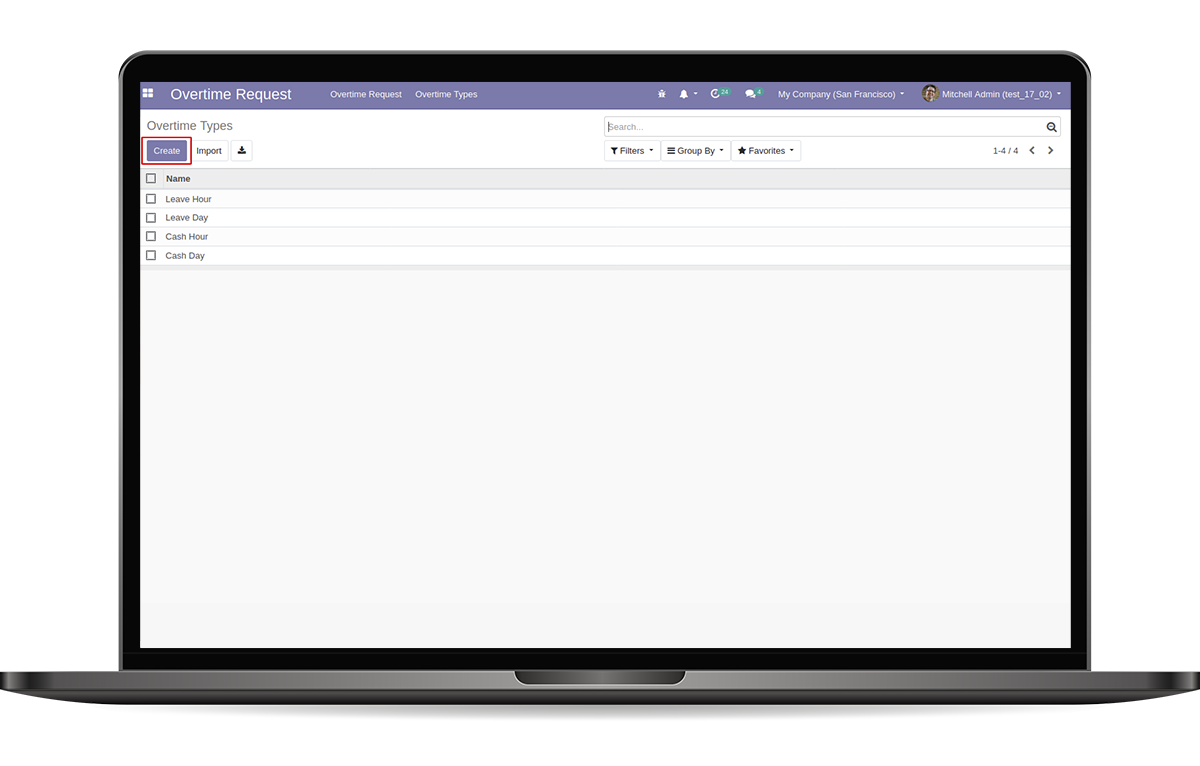 Overtime Request Overtime Request Overtime Types 24 4 My Company (San Francisco) Mitchell Admin (test_17_02)
Overtime Types Search...
Create Import Filters Group By Favorites 1-4 / 4
Name
Leave Hour
Leave Day
Cash Hour
Cash Day